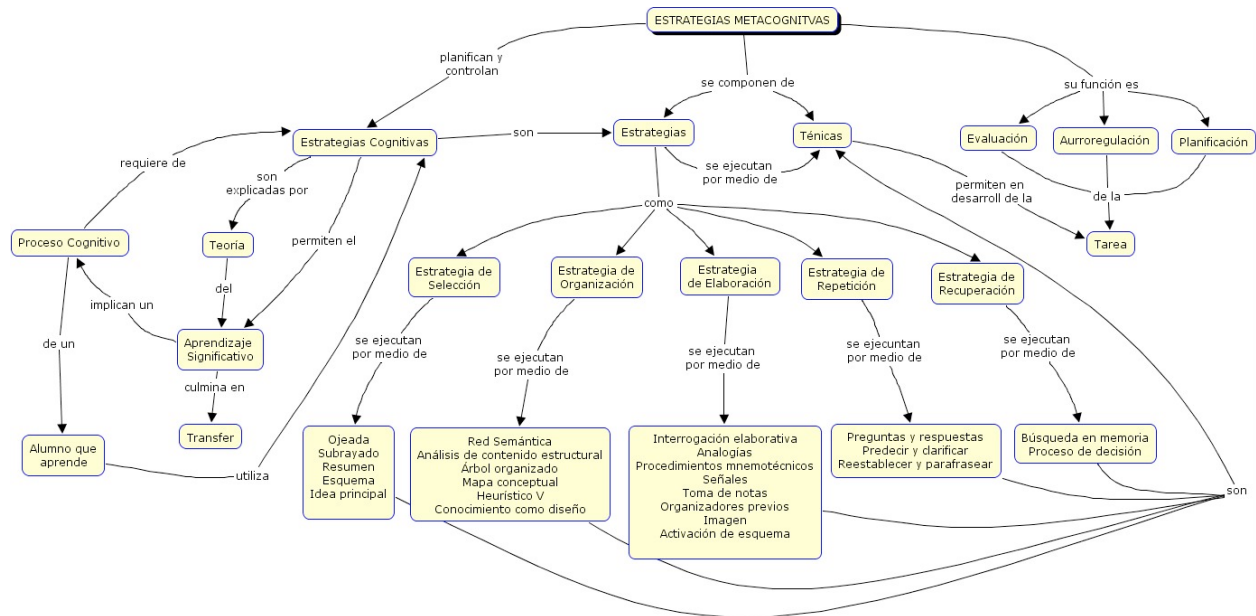 ESTRATEGIAS METACOGNITVAS
planifican y
controlan
se componen de
su función es
Estrategias Cognitivas
son
Estrategias
Ténicas
Evaluación
Aurroregulación
Planificación
requiere de
son
explicadas por
se ejecutan
por medio de
permiten en
desarroll de la
de la
como
Proceso Cognitivo
Teoría
permiten el
Tarea
Estrategia de
Selección
Estrategia de
Organización
Estrategia
de Elaboración
Estrategia de
Repetición
Estrategia de
Recuperación
implican un
del
de un
Aprendizaje
Significativo
se ejecutan
por medio de
se ejecutan
por medio de
se ejecutan
por medio de
se ejecuntan
por medio de
se ejecutan
por medio de
culmina en
Alumno que
aprende
Transfer
utiliza
Ojeada
Subrayado
Resumen
Esquema
Idea principal
Red Semántica
Análisis de contenido estructural
Árbol organizado
Mapa conceptual
Heurístico V
Conocimiento como diseño
Interrogación elaborativa
Analogías
Procedimientos mnemotécnicos
Señales
Toma de notas
Organizadores previos
Imagen
Activación de esquema
Preguntas y respuestas
Predecir y clarificar
Reestablecer y parafrasear
Búsqueda en memoria
Proceso de decisión
son